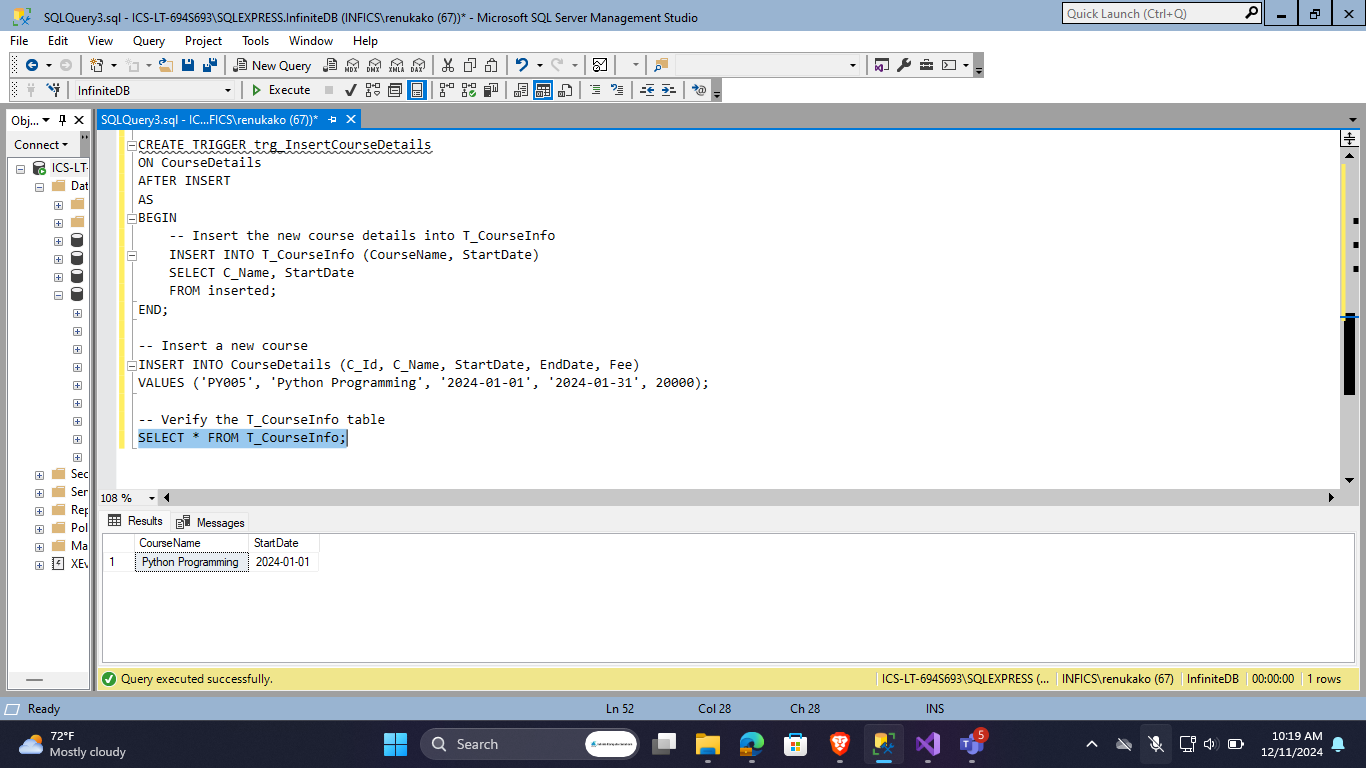 SQLQuery3.sql - ICS-LT-694S693\SQLEXPRESS.InfiniteDB (INFICS\renukako (67))* - Microsoft SQL Server Management Studio
Quick Launch (Ctrl+Q)
File Edit View Query Project Tools Window Help
New Query
MDX DMX XMLA DAX
InfiniteDB
Execute
Obj...
SQLQuery3.sql - IC...FICS\renukako (67))*
Connect
ICS-LT-
Dat
Sec
Ser
Rep
Pol
Ma
XEv
CREATE TRIGGER trg_InsertCourseDetails
ON CourseDetails
AFTER INSERT
AS
BEGIN
-- Insert the new course details into T_CourseInfo
INSERT INTO T_CourseInfo (CourseName, StartDate)
SELECT C_Name, StartDate
FROM inserted;
END;
-- Insert a new course
INSERT INTO CourseDetails (C_Id, C_Name, StartDate, EndDate, Fee)
VALUES ('PY005', 'Python Programming', '2024-01-01', '2024-01-31', 20000);
-- Verify the T_CourseInfo table
SELECT * FROM T_CourseInfo;
108 %
Results Messages
CourseName StartDate
1 Python Programming 2024-01-01
Query executed successfully.
ICS-LT-694S693\SQLEXPRESS (... INFICS\renukako (67) InfiniteDB 00:00:00 1 rows
Ready Ln 52 Col 28 Ch 28 INS
72°F
Mostly cloudy
Search
5
10:19 AM
12/11/2024